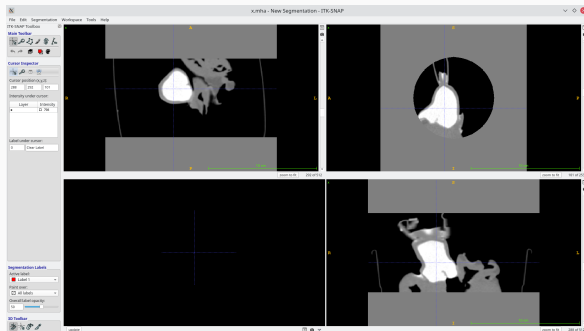 x.mha - New Segmentation - ITK-SNAP
File Edit Segmentation Workspace Tools Help
ITK-SNAP Toolbox
Main Toolbar
Cursor Inspector
Cursor position (x,y,z):
Intensity under cursor:
Layer Intensity
Label under cursor:
0 Clear Label
Segmentation Labels
Active label:
Label 1
Paint over:
All labels
Overall label opacity:
50
3D Toolbar
L
zoom to fit
A
P
zoom to fit
update
R
L
zoom to fit